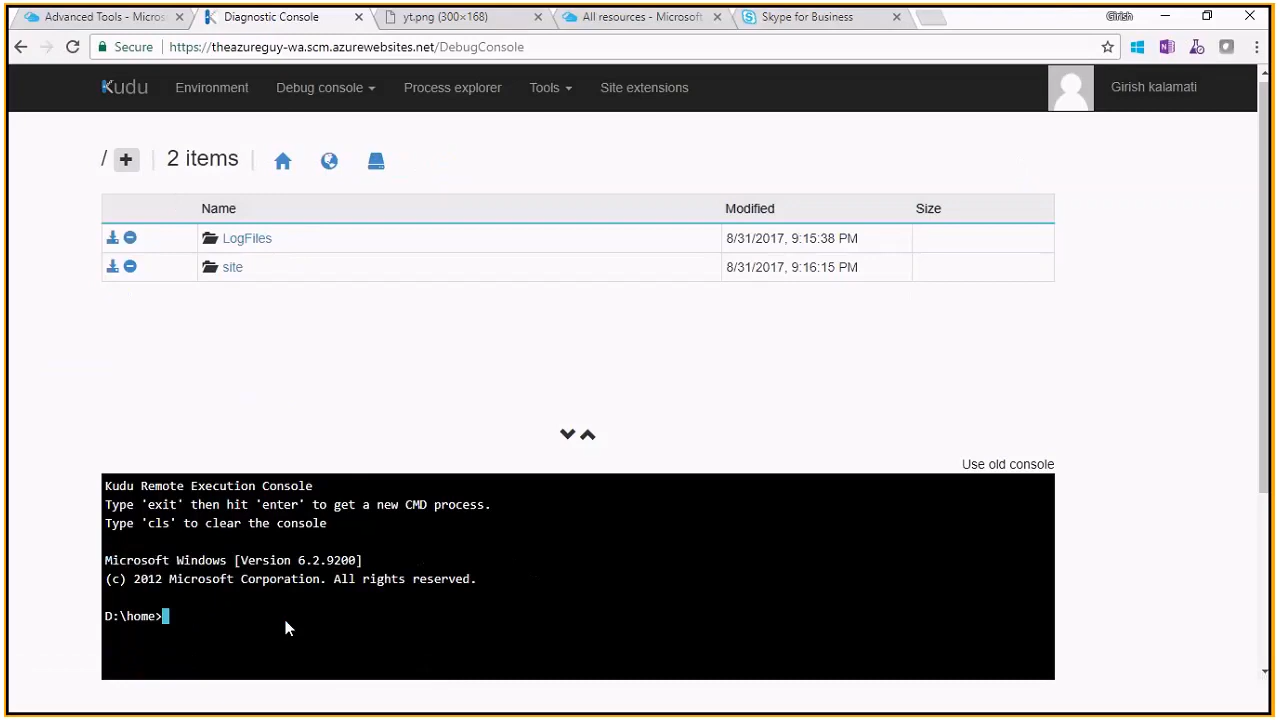 Advanced Tools - Micros
Diagnostic Console
ytipng (300×168)
All resources - Microsoft
Skype for Business
Girish
Secure
https://theazureguy-wa.scm.azurewebsites.net/DebugConsole
Kudu
Environment
Debug console
Process explorer
Tools
Site extensions
Girish kalamati
/ + | 2 items |
Name
Modified
Size
LogFiles
8/31/2017, 9:15:38 PM
site
8/31/2017, 9:16:15 PM
Use old console
Kudu Remote Execution Console
Type 'exit' then hit 'enter' to get a new CMD process.
Type 'cls' to clear the console
Microsoft Windows [Version 6.2.9200]
(c) 2012 Microsoft Corporation. All rights reserved.
D:\home>